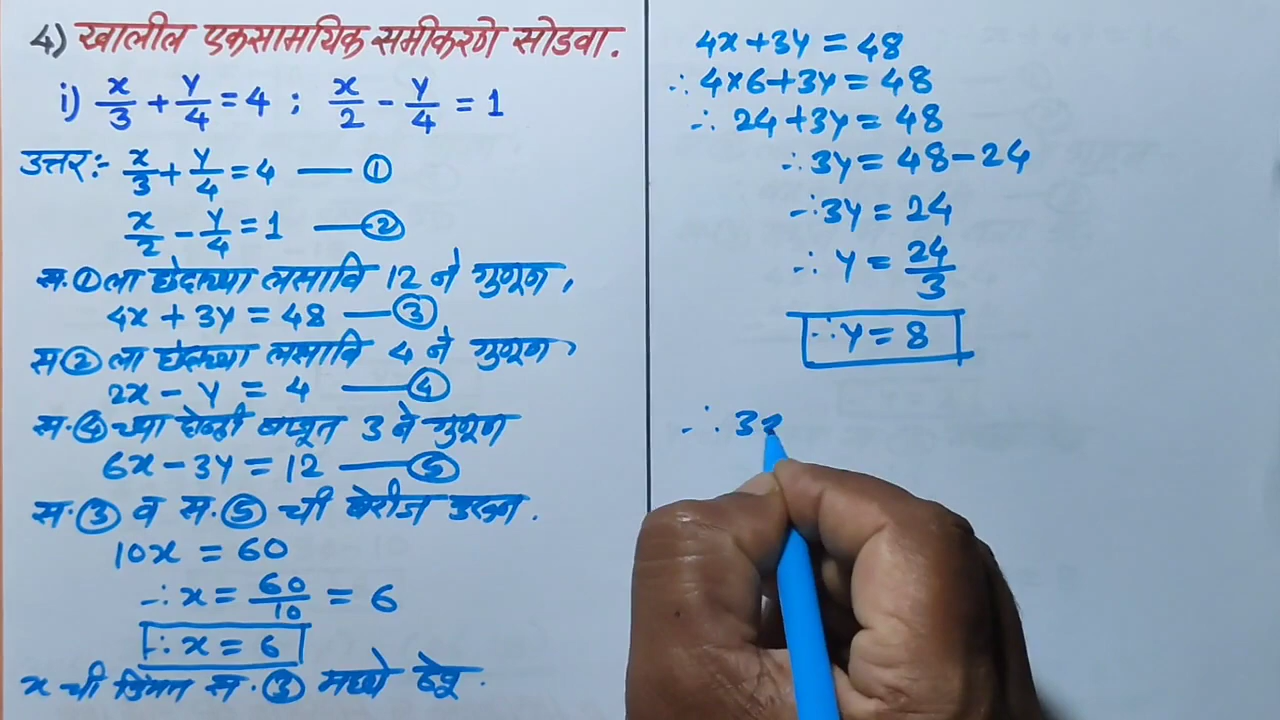 4) खालील एकसामयिक समीकरणे सोडवा.
i) x/3 + y/4 = 4 ; x/2 - y/4 = 1
उत्तर:- x/3 + y/4 = 4 — ①
x/2 - y/4 = 1 — ②
स.① ला छेदाच्या लसावि 12 ने गुणून,
4x + 3y = 48 — ③
स② ला छेदाच्या लसावि 4 ने गुणून,
2x - y = 4 — ④
स.④ च्या दोन्ही बाजूस 3 ने गुणून
6x - 3y = 12 — ⑤
स.③ व स.⑤ ची बेरीज करून.
10x = 60
∴ x = 60/10 = 6
∴ x = 6
x ची किंमत स.③ मध्ये ठेवू.
4x + 3y = 48
∴ 4×6 + 3y = 48
∴ 24 + 3y = 48
∴ 3y = 48 - 24
∴ 3y = 24
∴ y = 24/3
∴ y = 8
∴ 3